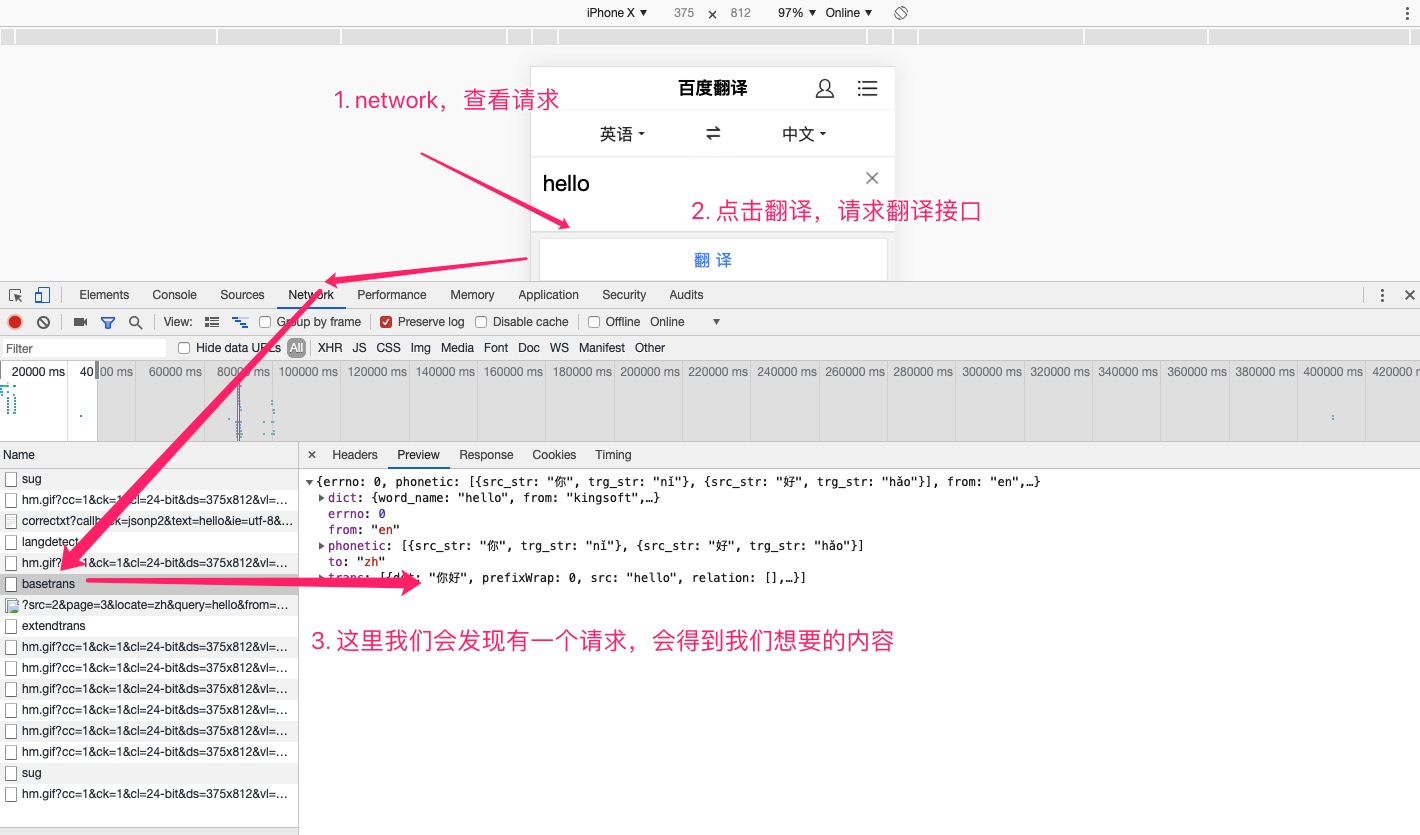 iPhone X ▼ 375 × 812 97% ▼ Online ▼
百度翻译
1. network，查看请求
英语 中文
hello
2. 点击翻译，请求翻译接口
翻 译
Elements Console Sources Network Performance Memory Application Security Audits
View: Group by frame Preserve log Disable cache Offline Online ▼
Filter Hide data URLs All XHR JS CSS Img Media Font Doc WS Manifest Other
20000 ms 40 00 ms 60000 ms 80000 ms 100000 ms 120000 ms 140000 ms 160000 ms 180000 ms 200000 ms 220000 ms 240000 ms 260000 ms 280000 ms 300000 ms 320000 ms 340000 ms 360000 ms 380000 ms 400000 ms 420000 m
Name × Headers Preview Response Cookies Timing
sug
hm.gif?cc=1&ck=1&cl=24-bit&ds=375x812&vl=…
correctxt?callback=jsonp2&text=hello&ie=utf-8&…
langdetect
hm.gif?cc=1&ck=1&cl=24-bit&ds=375x812&vl=…
basetrans
?src=2&page=3&locate=zh&query=hello&from=…
extendtrans
hm.gif?cc=1&ck=1&cl=24-bit&ds=375x812&vl=…
hm.gif?cc=1&ck=1&cl=24-bit&ds=375x812&vl=…
hm.gif?cc=1&ck=1&cl=24-bit&ds=375x812&vl=…
hm.gif?cc=1&ck=1&cl=24-bit&ds=375x812&vl=…
hm.gif?cc=1&ck=1&cl=24-bit&ds=375x812&vl=…
hm.gif?cc=1&ck=1&cl=24-bit&ds=375x812&vl=…
sug
hm.gif?cc=1&ck=1&cl=24-bit&ds=375x812&vl=…
{errno: 0, phonetic: [{src_str: "你", trg_str: "nǐ"}, {src_str: "好", trg_str: "hǎo"}], from: "en",…}
dict: {word_name: "hello", from: "kingsoft",…}
errno: 0
from: "en"
phonetic: [{src_str: "你", trg_str: "nǐ"}, {src_str: "好", trg_str: "hǎo"}]
to: "zh"
trans: [{dst: "你好", prefixWrap: 0, src: "hello", relation: [],…}]
3. 这里我们会发现有一个请求，会得到我们想要的内容